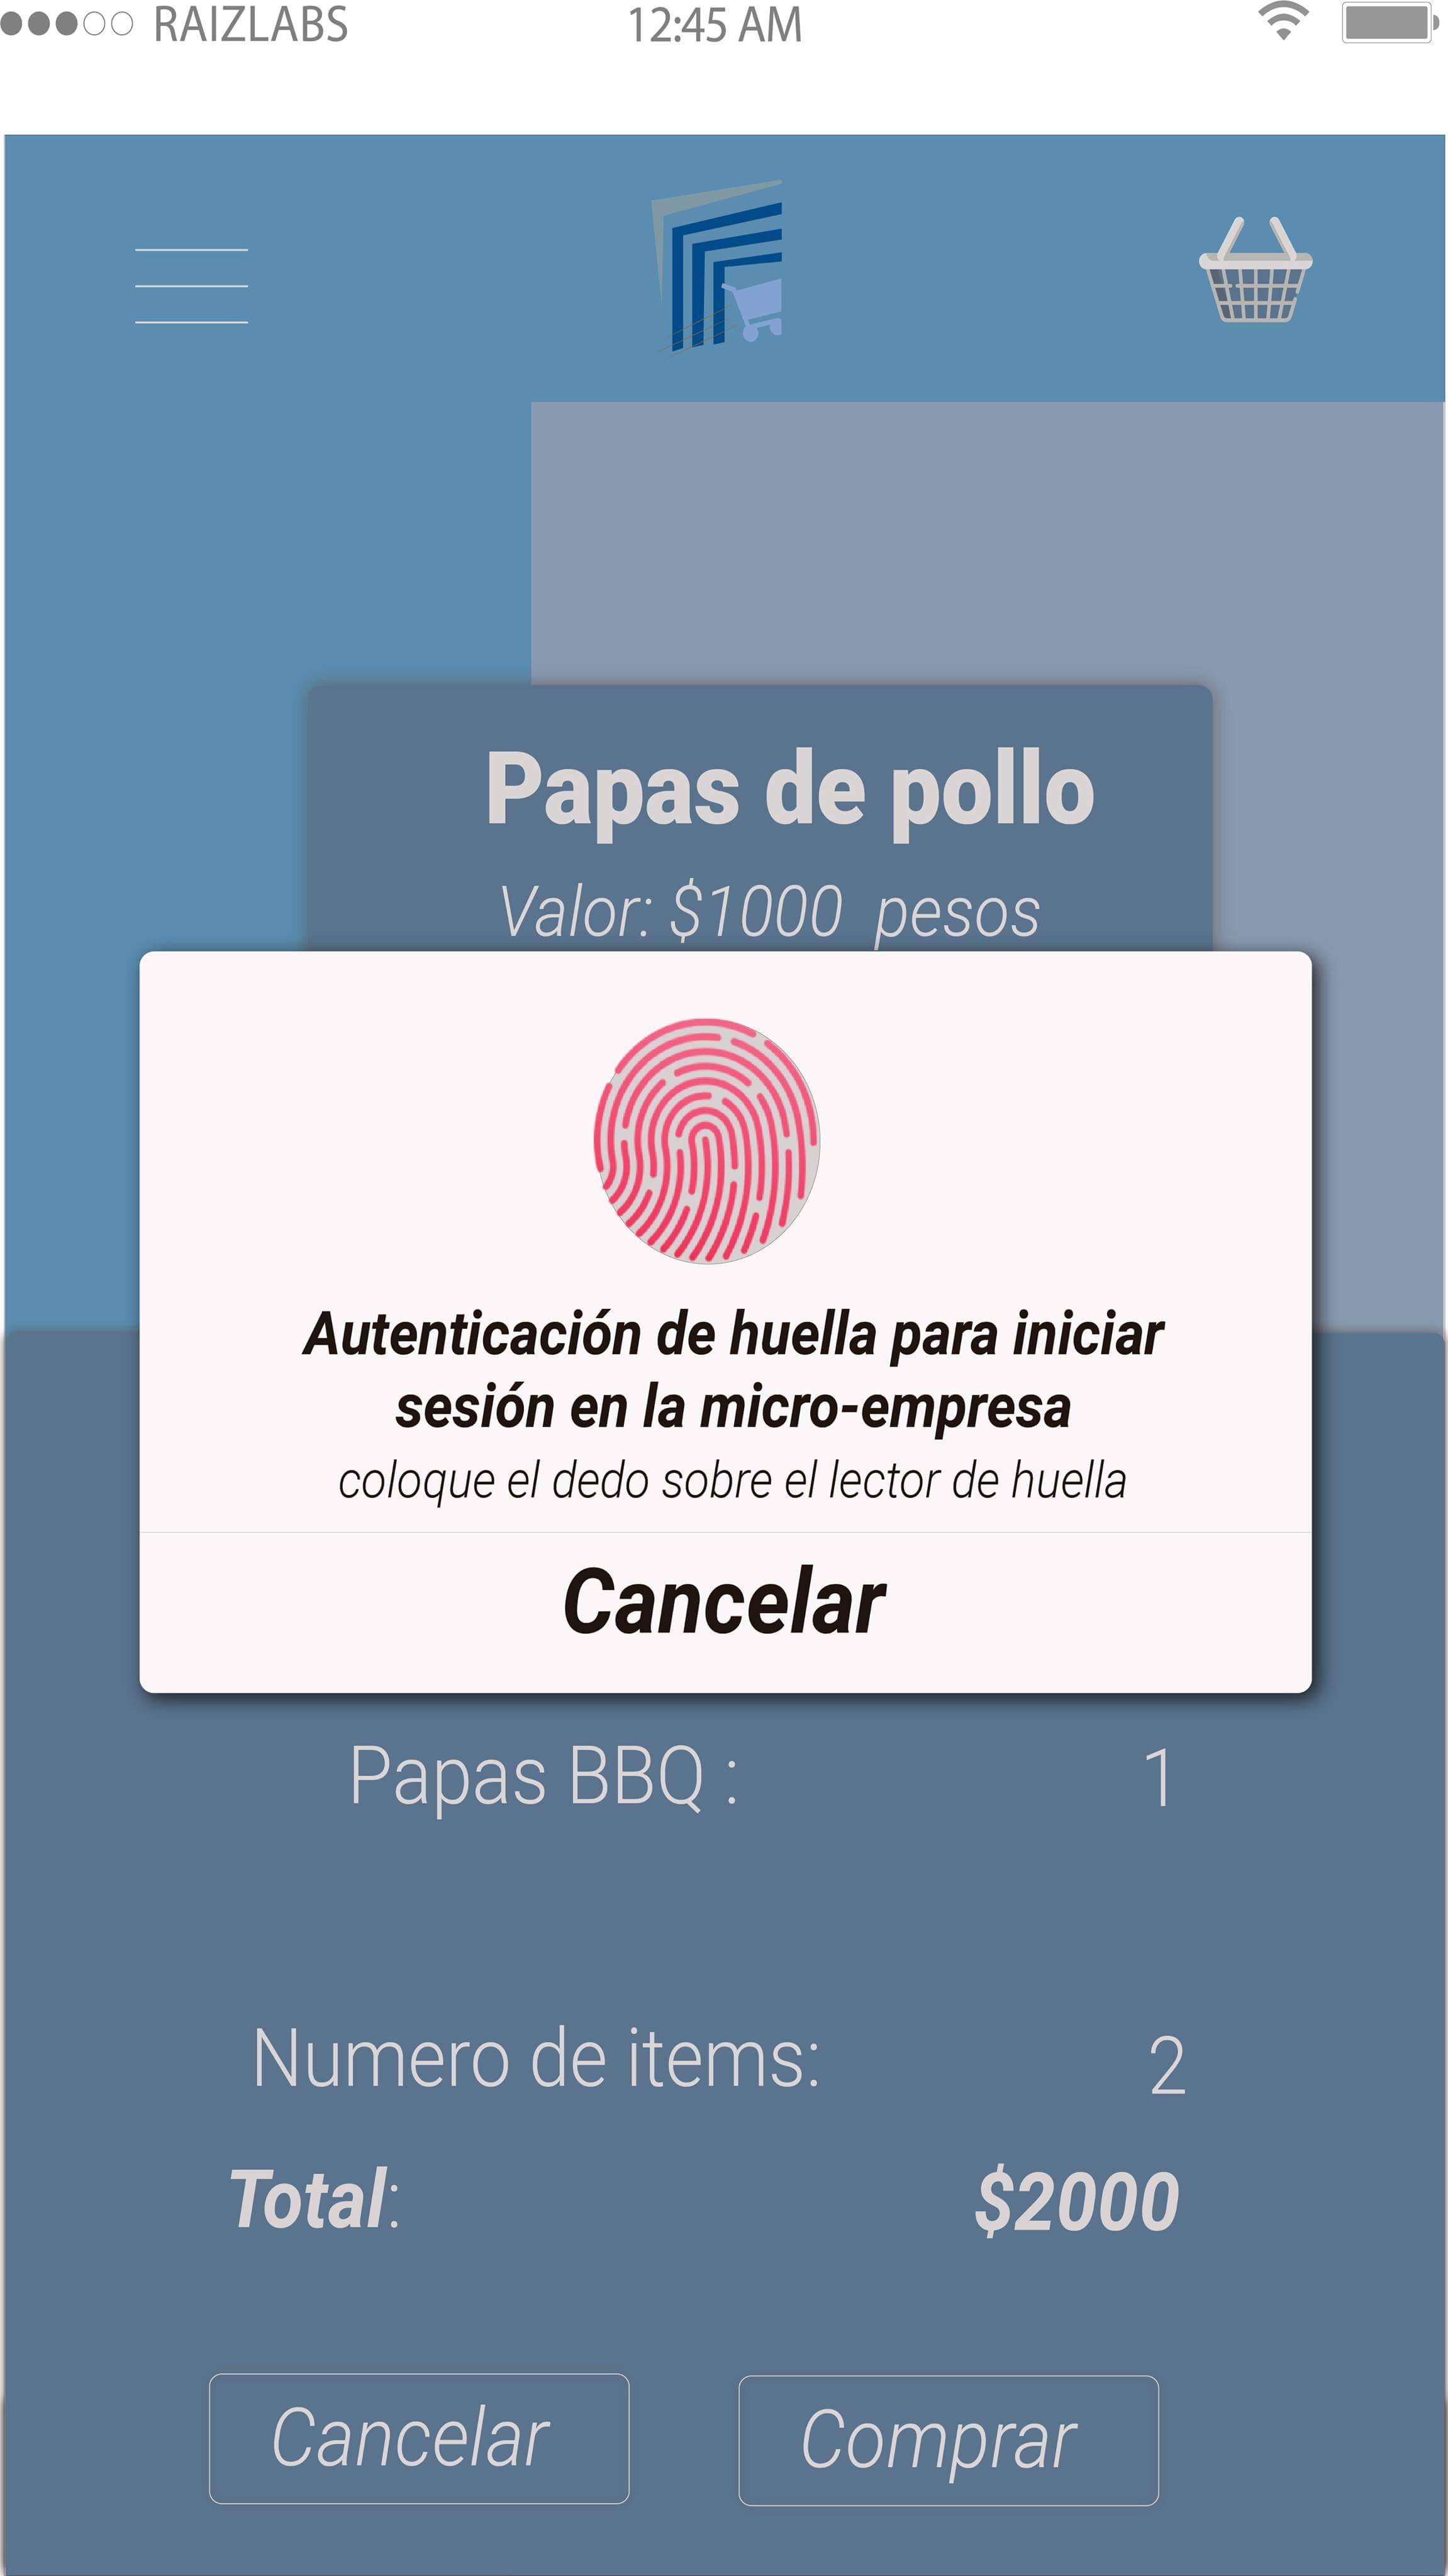 RAIZLABS 12:45 AM
Papas de pollo
Valor: $1000 pesos
Autenticación de huella para iniciar
sesión en la micro-empresa
coloque el dedo sobre el lector de huella
Cancelar
Papas BBQ : 1
Numero de items: 2
Total: $2000
Cancelar Comprar